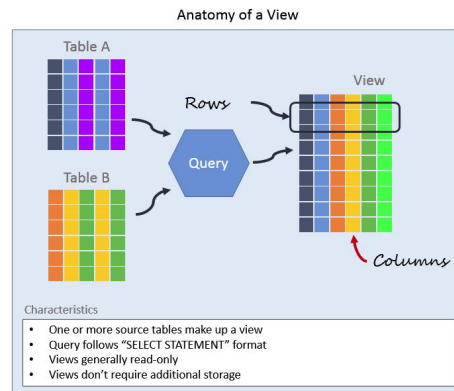 Anatomy of a View
Table A
View
Rows
Query
Table B
Columns
Characteristics
• One or more source tables make up a view
• Query follows “SELECT STATEMENT” format
• Views generally read-only
• Views don’t require additional storage